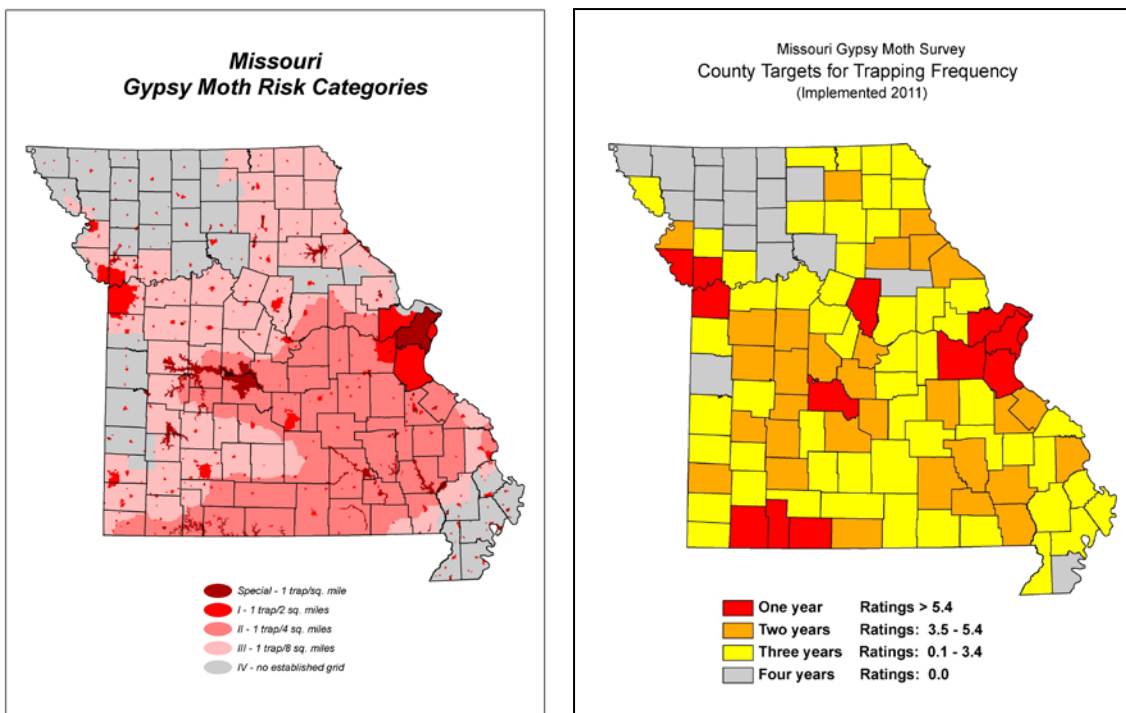 Missouri
Gypsy Moth Risk Categories
Special - 1 trap/sq. mile
I - 1 trap/2 sq. miles
II - 1 trap/4 sq. miles
III - 1 trap/8 sq. miles
IV - no established grid
Missouri Gypsy Moth Survey
County Targets for Trapping Frequency
(Implemented 2011)
One year Ratings > 5.4
Two years Ratings: 3.5 - 5.4
Three years Ratings: 0.1 - 3.4
Four years Ratings: 0.0